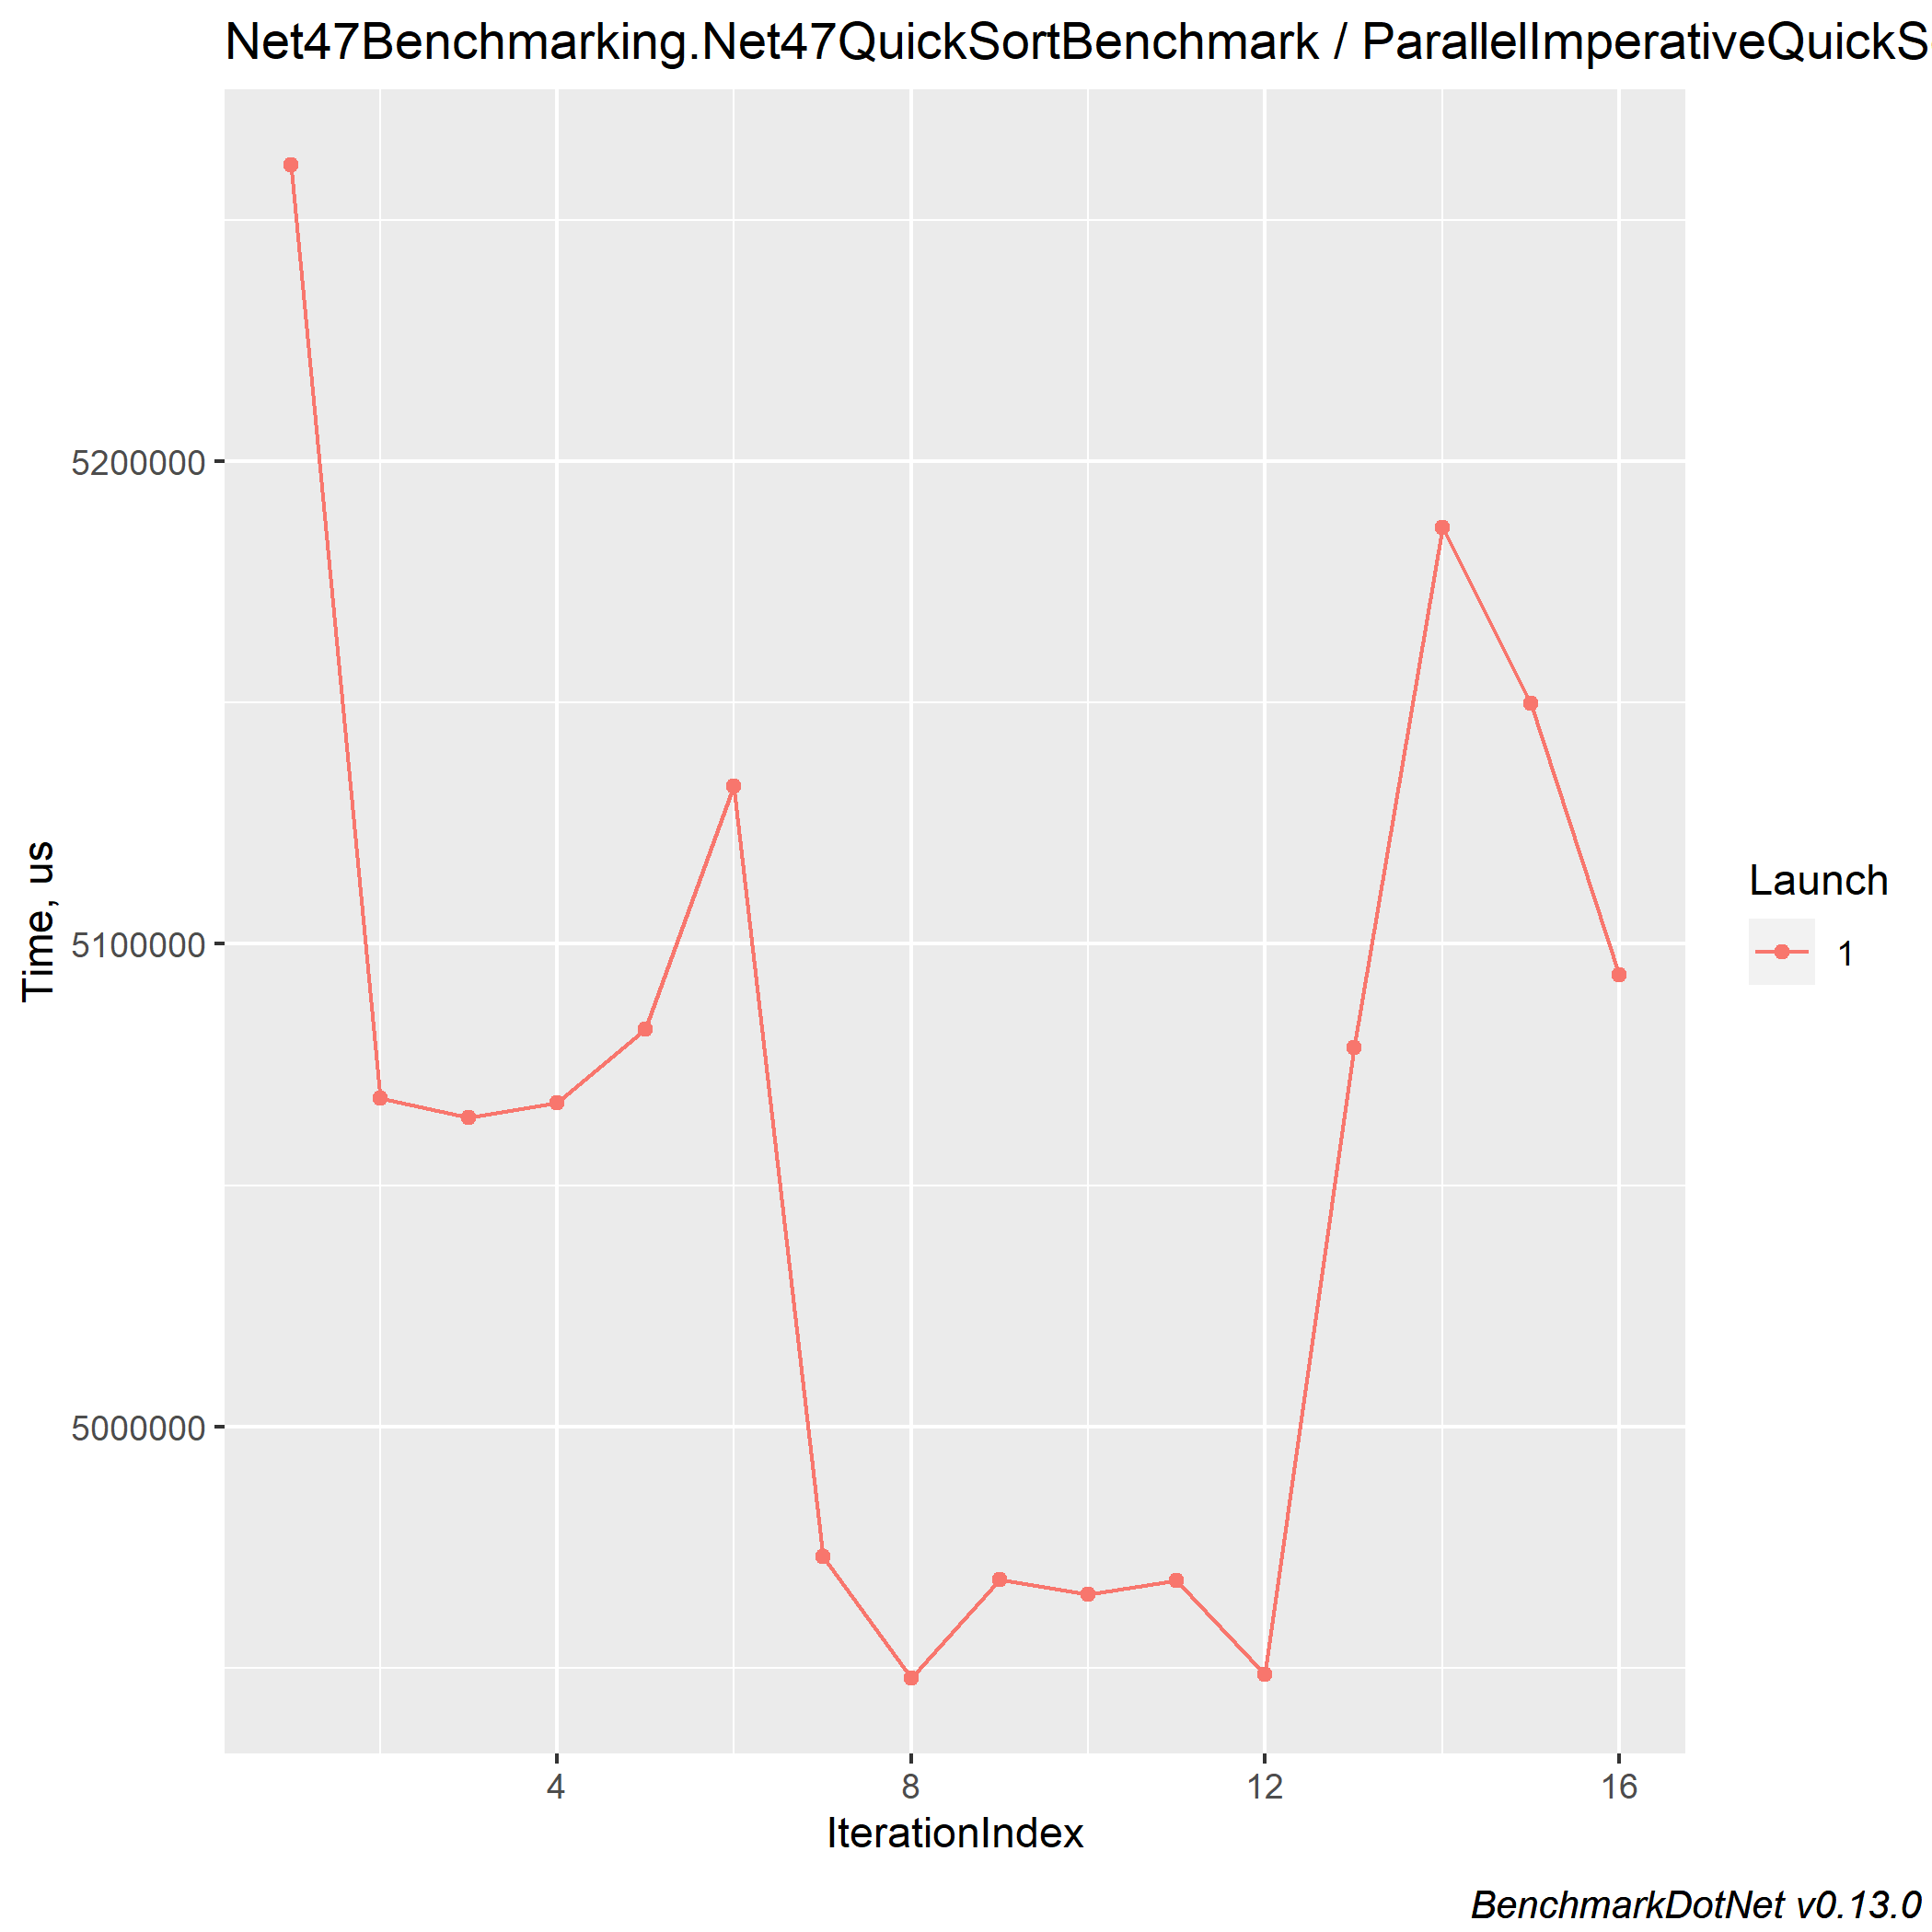 Net47Benchmarking.Net47QuickSortBenchmark / ParallelImperativeQuickS
5200000
5100000
5000000
Time, us
4 8 12 16
IterationIndex
Launch
1
BenchmarkDotNet v0.13.0